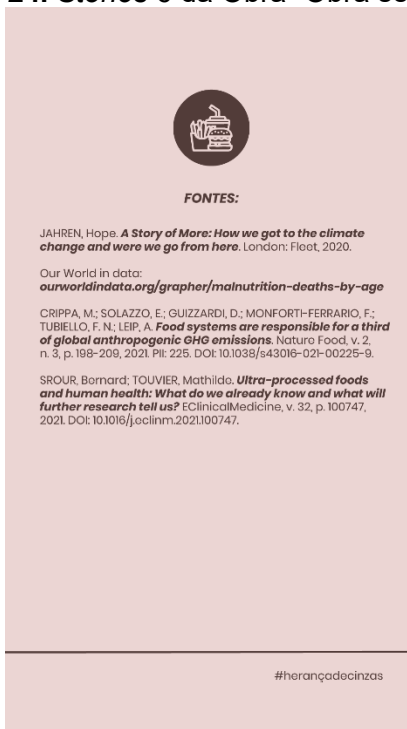 FONTES:
JAHREN, Hope. A Story of More: How we got to the climate
change and were we go from here. London: Fleet, 2020.
Our World in data:
ourworldindata.org/grapher/malnutrition-deaths-by-age
CRIPPA, M.; SOLAZZO, E.; GUIZZARDI, D.; MONFORTI-FERRARIO, F.;
TUBIELLO, F. N.; LEIP, A. Food systems are responsible for a third
of global anthropogenic GHG emissions. Nature Food, v. 2,
n. 3, p. 198-209, 2021. PII: 225. DOI: 10.1038/s43016-021-00225-9.
SROUR, Bernard; TOUVIER, Mathilde. Ultra-processed foods
and human health: What do we already know and what will
further research tell us? EClinicalMedicine, v. 32, p. 100747,
2021. DOI: 10.1016/j.eclinm.2021.100747.
#herançadecinzas